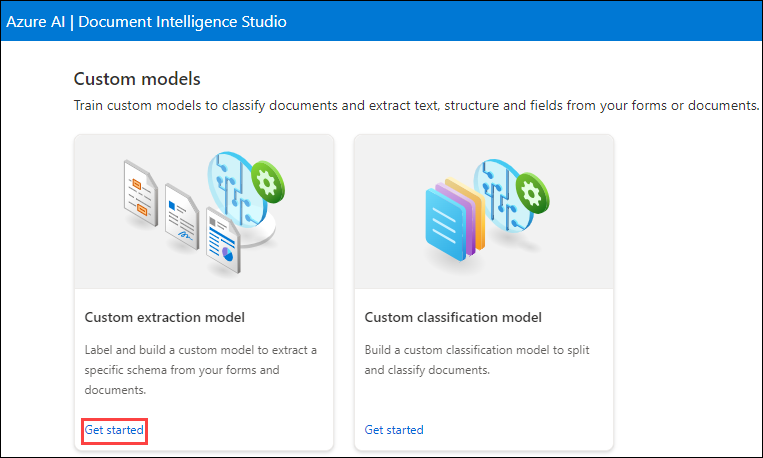 Azure AI | Document Intelligence Studio
Custom models
Train custom models to classify documents and extract text, structure and fields from your forms or documents.
Custom extraction model
Label and build a custom model to extract a
specific schema from your forms and
documents.
Get started
Custom classification model
Build a custom classification model to split
and classify documents.
Get started